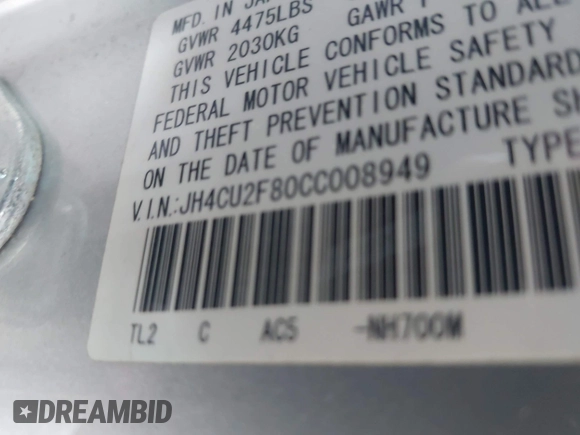 MFD. IN JAP
GVWR 4475LBS GAWR F
GVWR 2030KG
THIS VEHICLE CONFORMS TO ALL
FEDERAL MOTOR VEHICLE SAFETY
AND THEFT PREVENTION STANDARD
ON THE DATE OF MANUFACTURE SH
V.I.N.:JH4CU2F80CC008949 TYPE
TL2 C AC5 -NH700M
DREAMBID